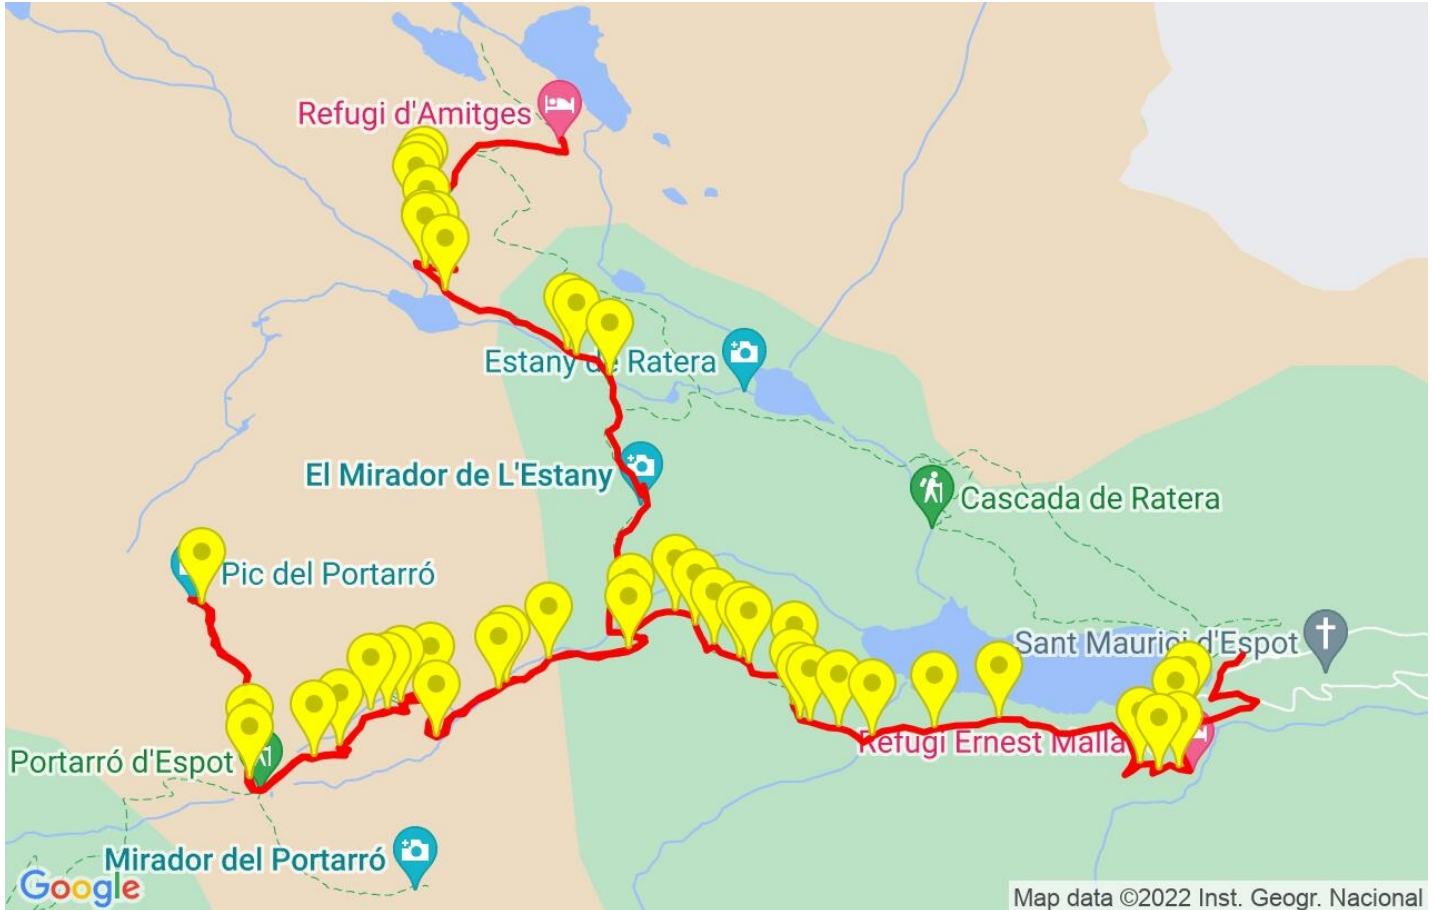 Refugi d'Amitges
Estany de Ratera
El Mirador de L'Estany
Cascada de Ratera
Pic del Portarró
Sant Maurici d'Espot
Refugi Ernest Malla
Portarró d'Espot
Mirador del Portarró
Google
Map data ©2022 Inst. Geogr. Nacional